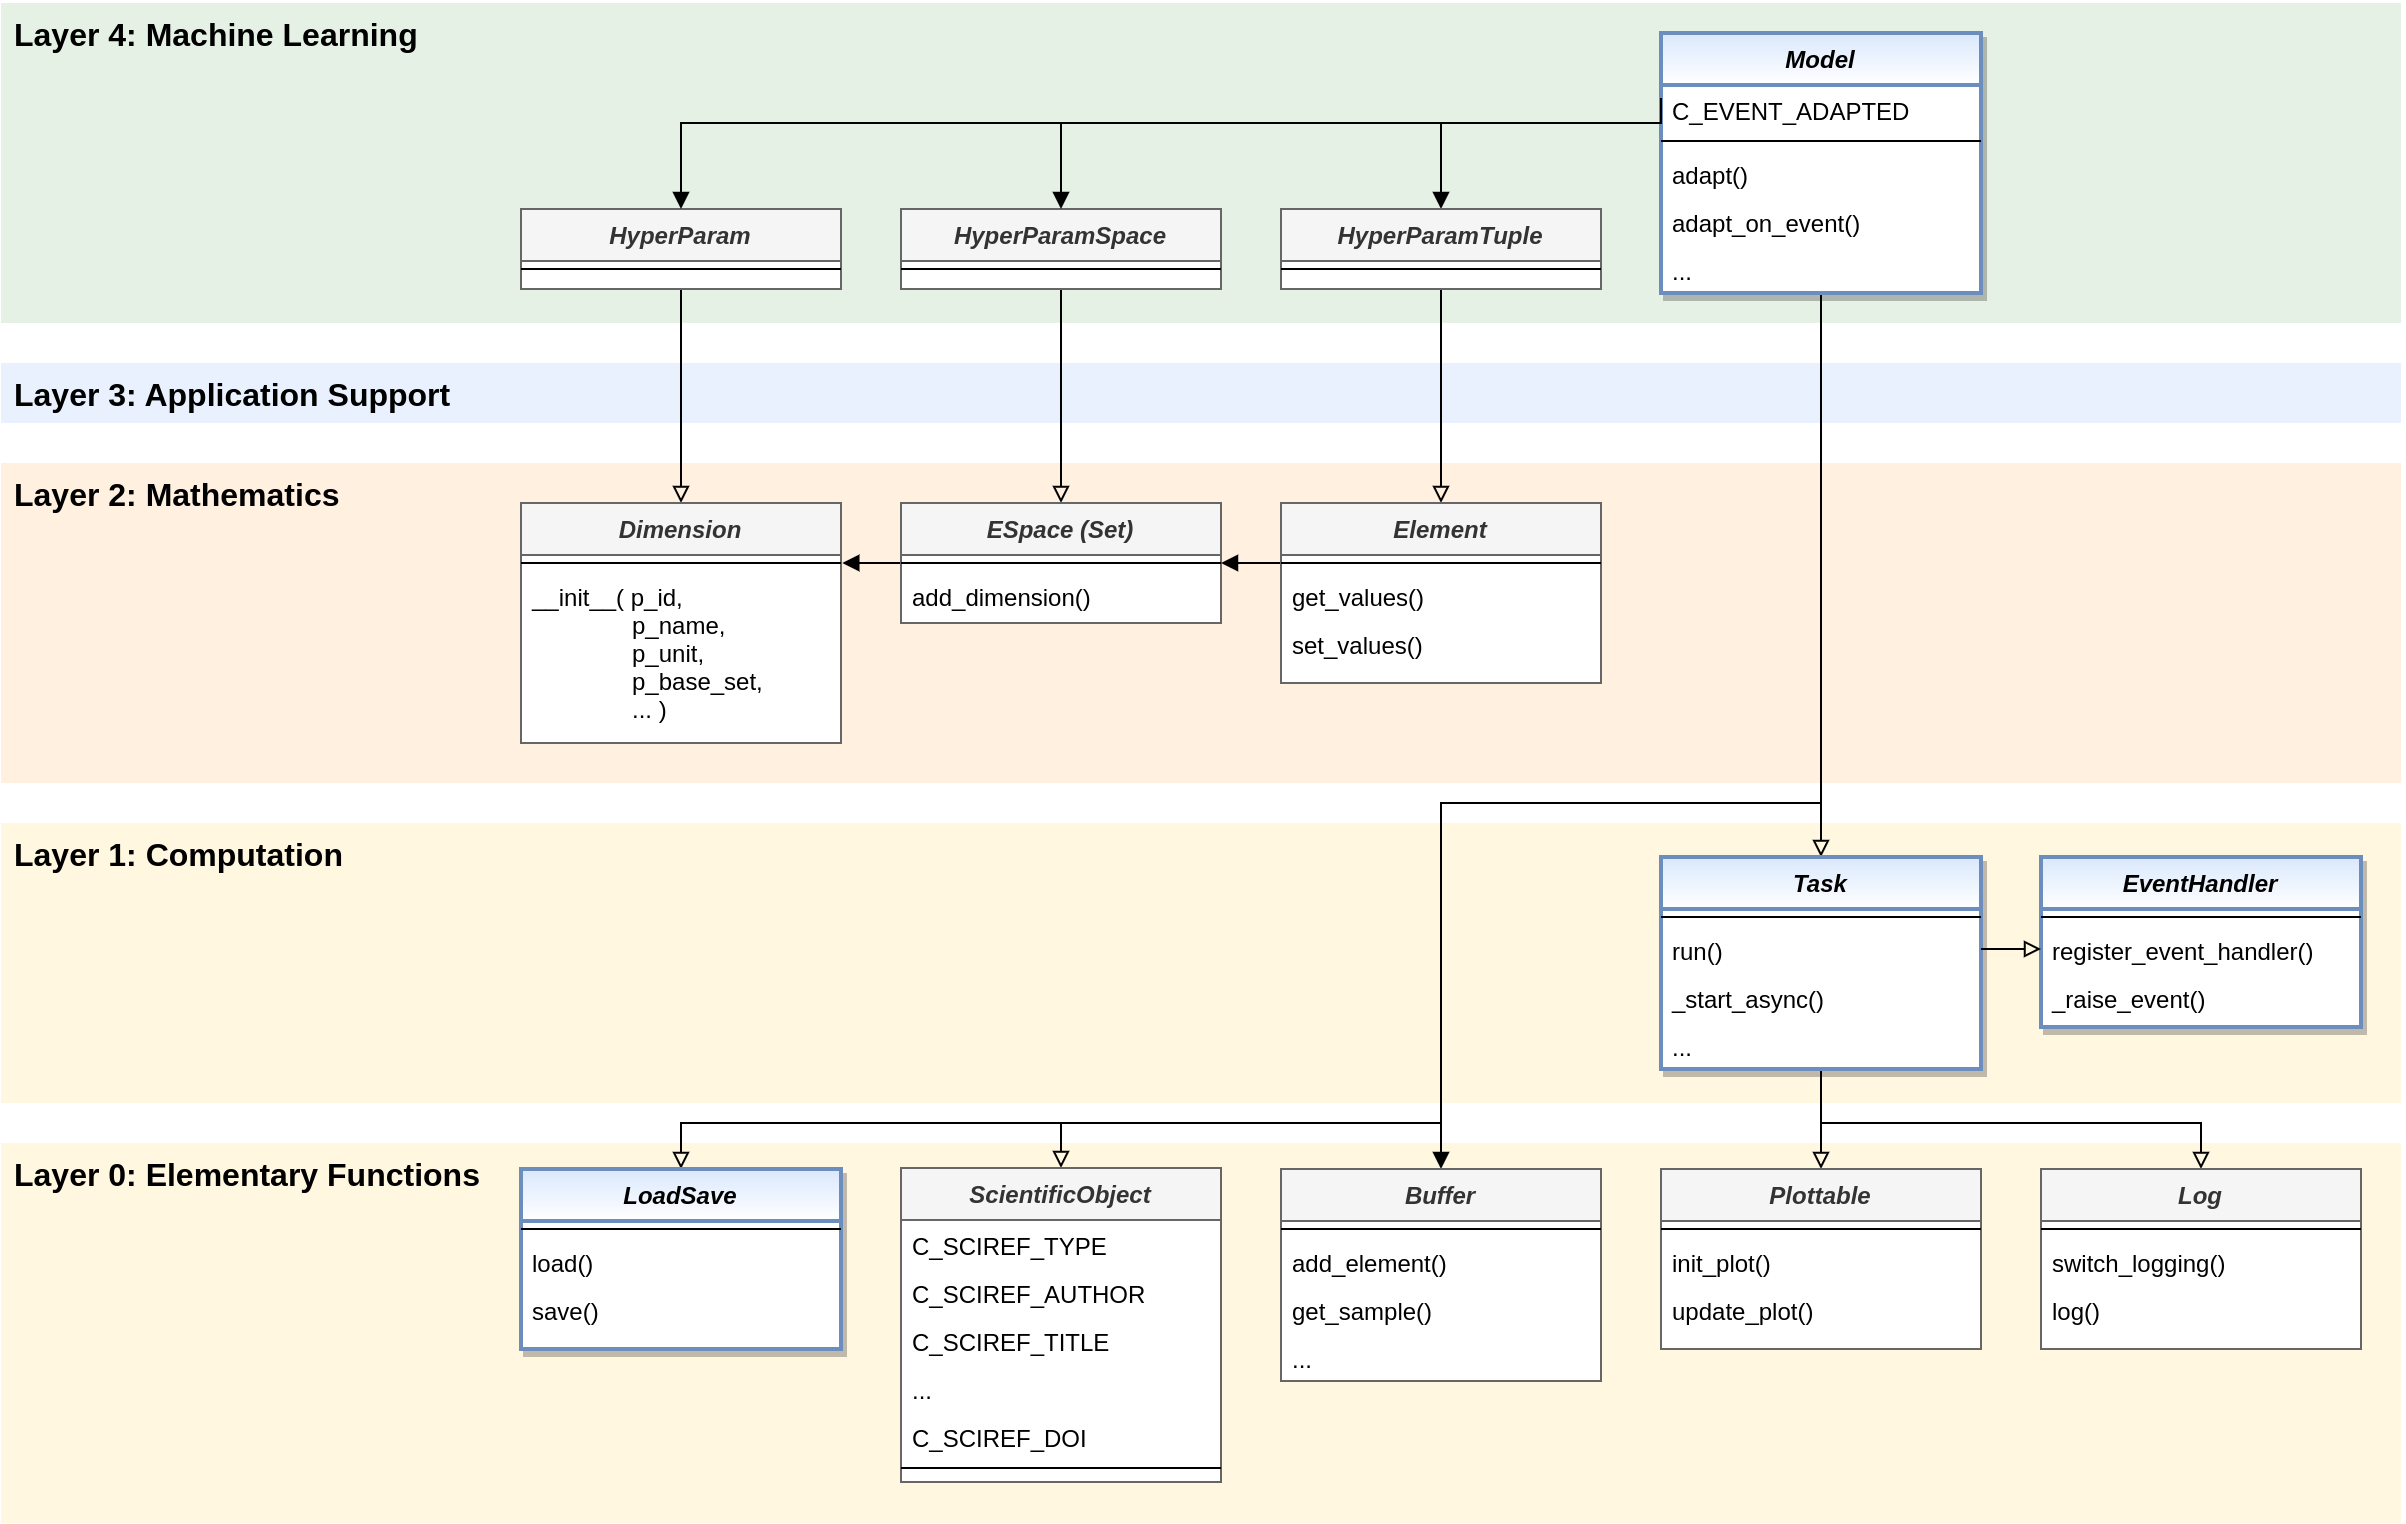 Layer 4: Machine Learning
Model
C_EVENT_ADAPTED
adapt()
adapt_on_event()
...
HyperParam
HyperParamSpace
HyperParamTuple
Layer 3: Application Support
Layer 2: Mathematics
Dimension
__init__( p_id,
p_name,
p_unit,
p_base_set,
... )
ESpace (Set)
add_dimension()
Element
get_values()
set_values()
Layer 1: Computation
Task
run()
_start_async()
...
EventHandler
register_event_handler()
_raise_event()
Layer 0: Elementary Functions
LoadSave
load()
save()
ScientificObject
C_SCIREF_TYPE
C_SCIREF_AUTHOR
C_SCIREF_TITLE
...
C_SCIREF_DOI
Buffer
add_element()
get_sample()
...
Plottable
init_plot()
update_plot()
Log
switch_logging()
log()